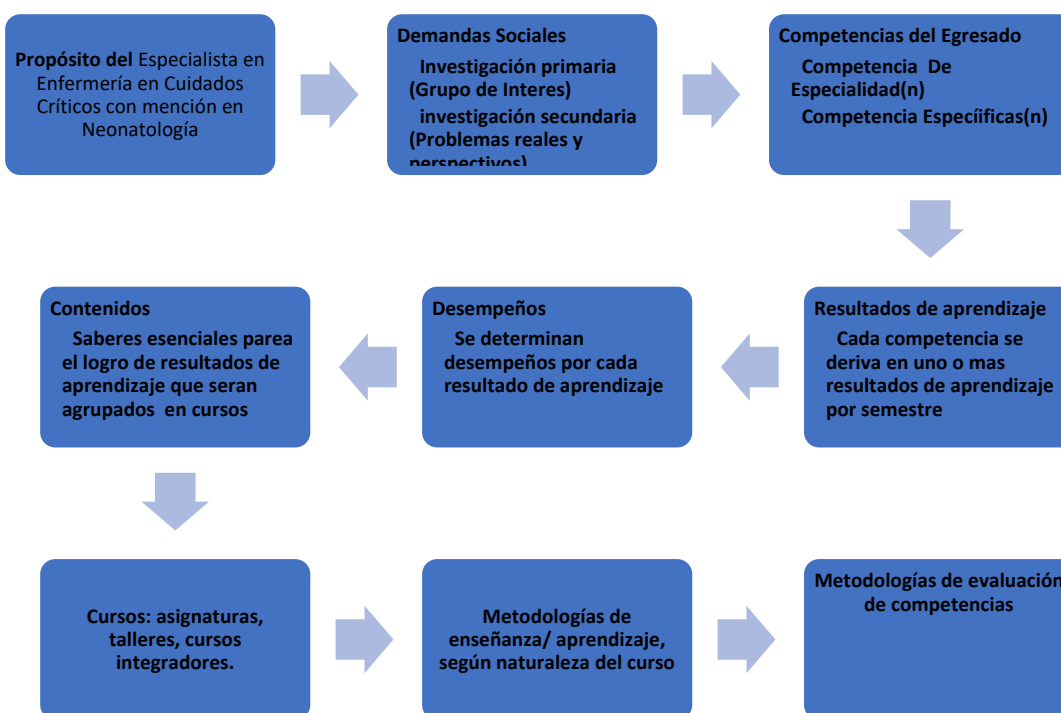 Propósito del Especialista en
Enfermería en Cuidados
Críticos con mención en
Neonatología
Demandas Sociales
Investigación primaria
(Grupo de Interes)
investigación secundaria
(Problemas reales y
perspectivos)
Competencias del Egresado
Competencia De
Especialidad(n)
Competencia Especíificas(n)
Resultados de aprendizaje
Cada competencia se
deriva en uno o mas
resultados de aprendizaje
por semestre
Desempeños
Se determinan
desempeños por cada
resultado de aprendizaje
Contenidos
Saberes esenciales parea
el logro de resultados de
aprendizaje que seran
agrupados en cursos
Cursos: asignaturas,
talleres, cursos
integradores.
Metodologías de
enseñanza/ aprendizaje,
según naturaleza del curso
Metodologías de evaluación
de competencias